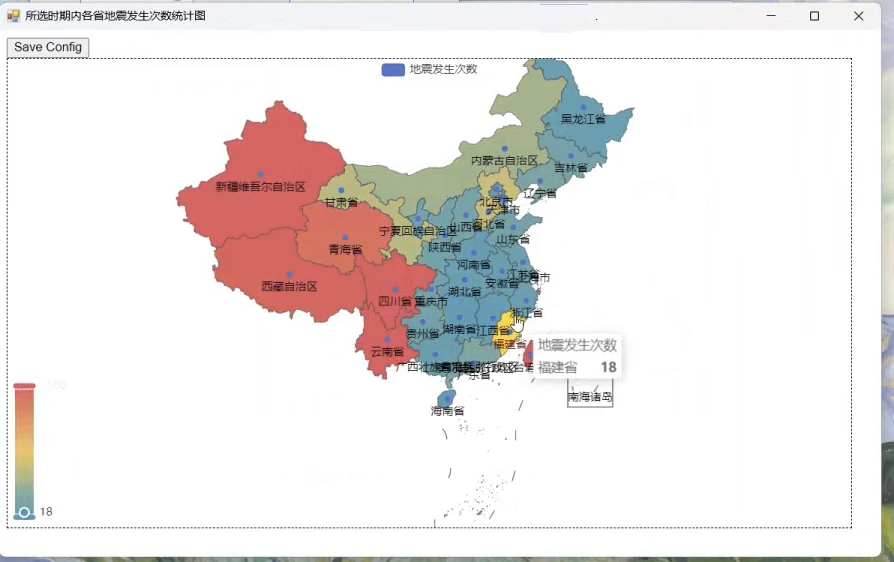 所选时期内各省地震发生次数统计图
Save Config
地震发生次数
黑龙江省
内蒙古自治区
吉林省
新疆维吾尔自治区
辽宁省
甘肃省
北京市
天津市
宁夏回族自治区
山西省
河北省
陕西省
山东省
青海省
河南省
江苏省
西藏自治区
安徽省
四川省
重庆市
湖北省
浙江省
贵州省
湖南省
江西省
福建省
云南省
地震发生次数
福建省 18
广西壮族
广东省
南海诸岛
海南省
18